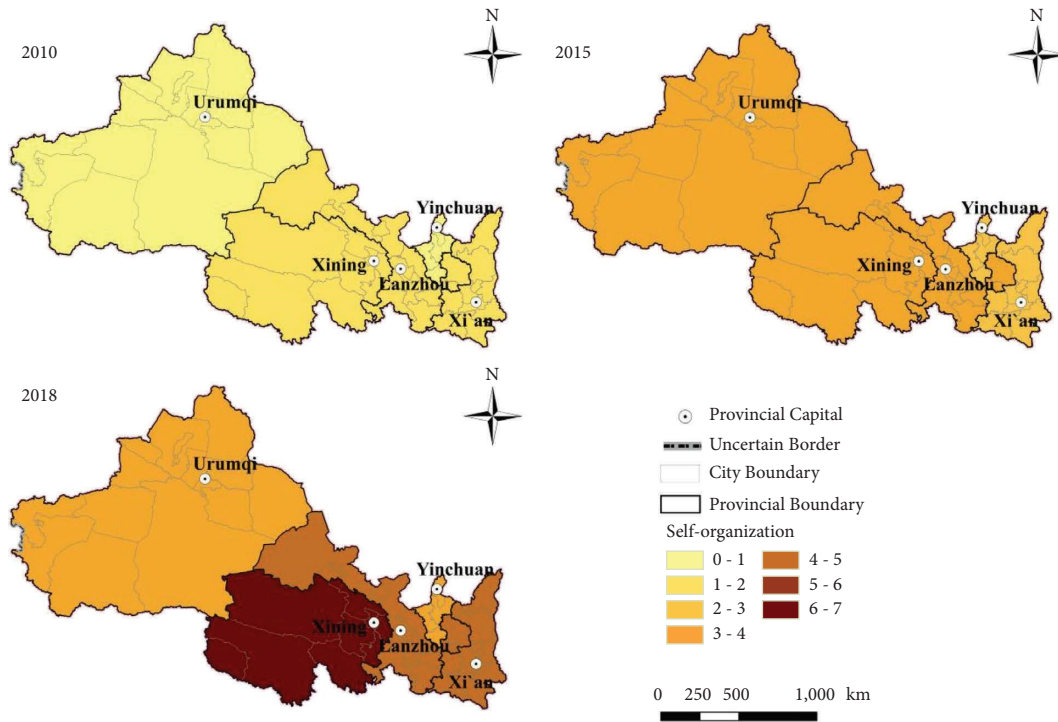 N
2010
Urumqi
Yinchuan
Xining
Lanzhou
Xi`an
N
2015
Urumqi
Yinchuan
Xining
Lanzhou
Xi`an
N
2018
Urumqi
Yinchuan
Xining
Lanzhou
Xi`an
Provincial Capital
Uncertain Border
City Boundary
Provincial Boundary
Self-organization
0 - 1
4 - 5
1 - 2
5 - 6
2 - 3
6 - 7
3 - 4
0 250 500 1,000 km